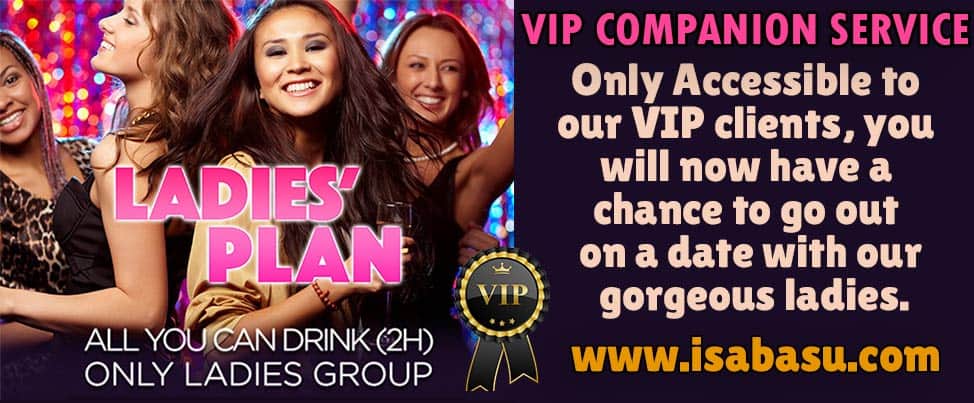 LADIES'
PLAN
ALL YOU CAN DRINK (2H)
ONLY LADIES GROUP
VIP
VIP COMPANION SERVICE
Only Accessible to
our VIP clients, you
will now have a
chance to go out
on a date with our
gorgeous ladies.
www.isabasu.com